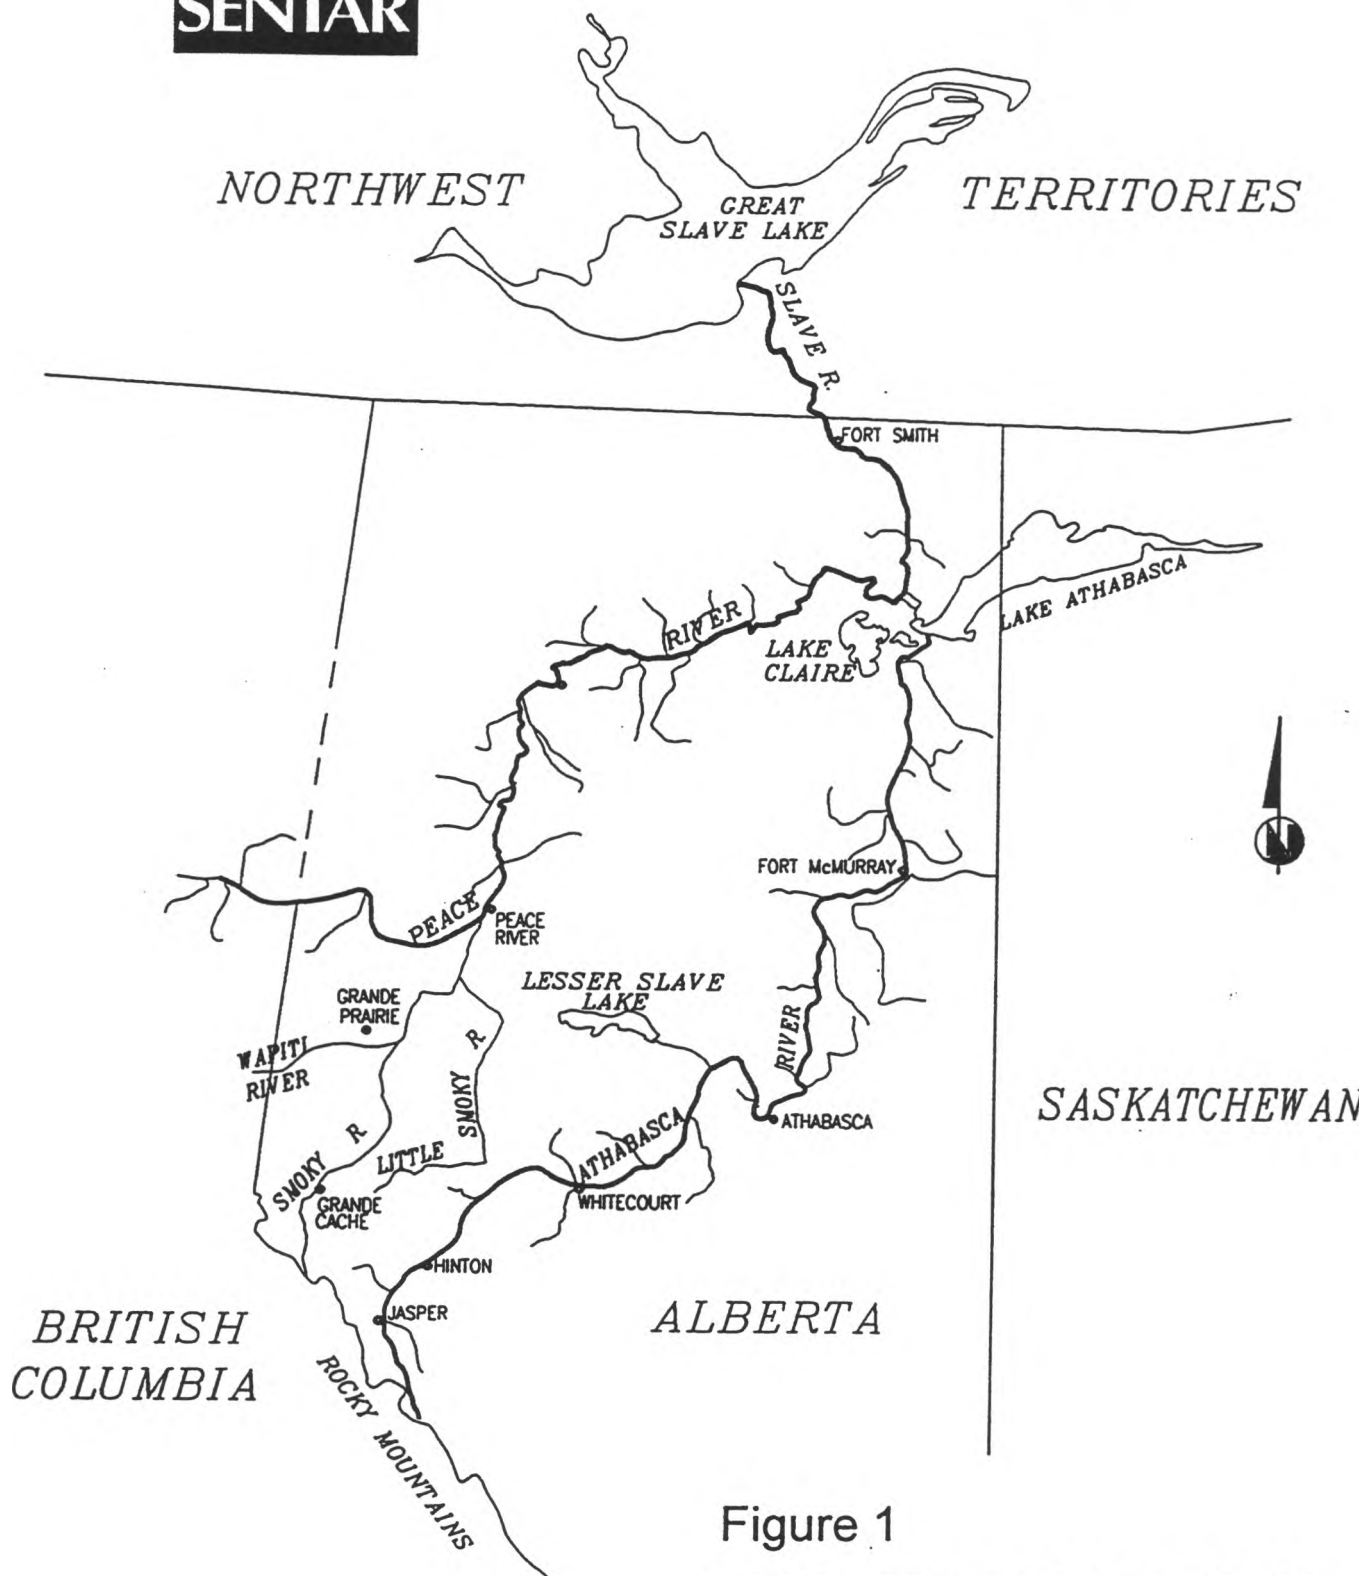 SENTAR
NORTHWEST
TERRITORIES
GREAT
SLAVE LAKE
SLAVE R.
FORT SMITH
LAKE ATHABASCA
RIVER
LAKE
CLAIRE
FORT McMURRAY
PEACE
PEACE
RIVER
LESSER SLAVE
LAKE
GRANDE
PRAIRIE
WAPITI
RIVER
SMOKY R
RIVER
SASKATCHEWAN
ATHABASCA
ATHABASCA
LITTLE
SMOKY R
WHITECOURT
GRANDE
CACHE
HINTON
JASPER
BRITISH
COLUMBIA
ALBERTA
ROCKY MOUNTAINS
N
Figure 1